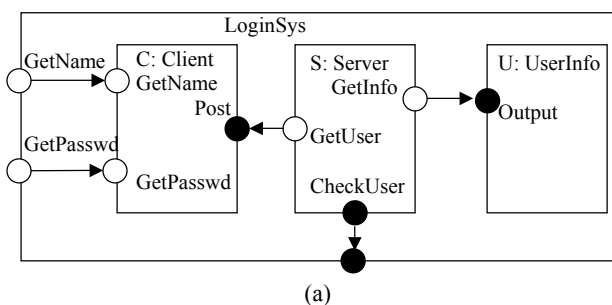 LoginSys
GetName
C: Client
GetName
S: Server
GetInfo
U: UserInfo
Post
Output
GetUser
GetPasswd
GetPasswd
CheckUser
(a)